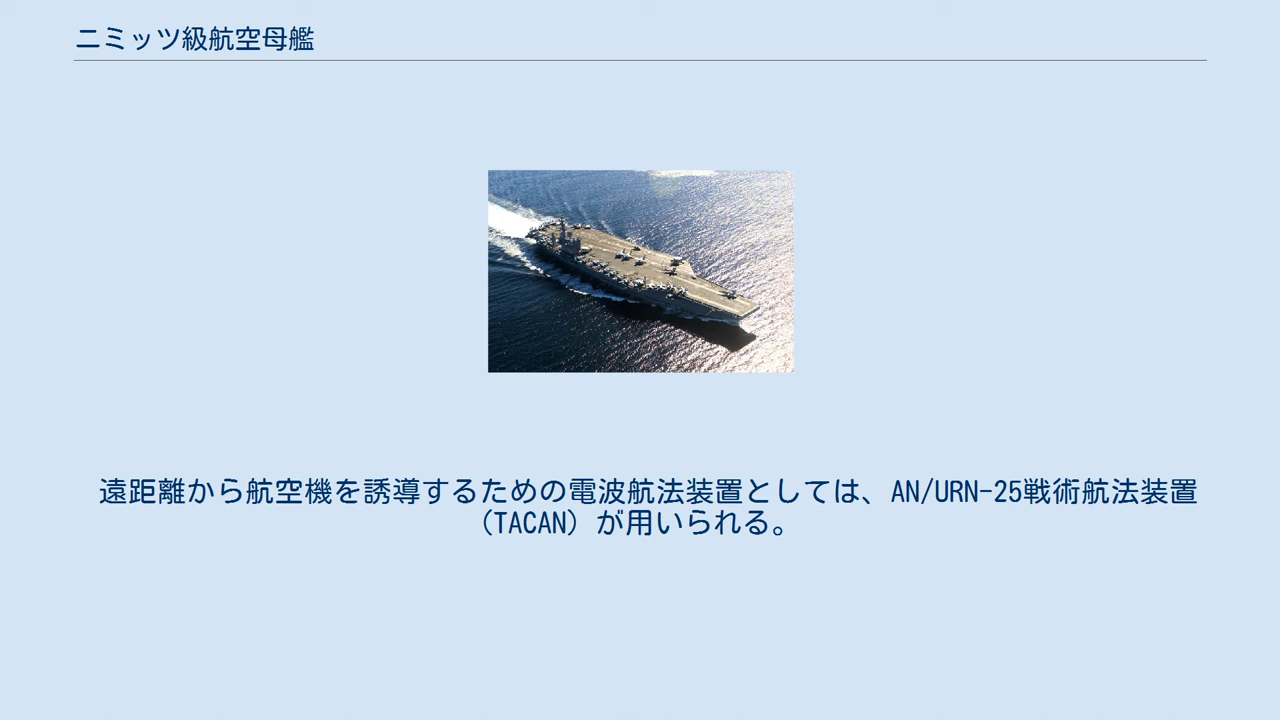 ニミッツ級航空母艦
遠距離から航空機を誘導するための電波航法装置としては、AN/URN-25戦術航法装置
（TACAN）が用いられる。